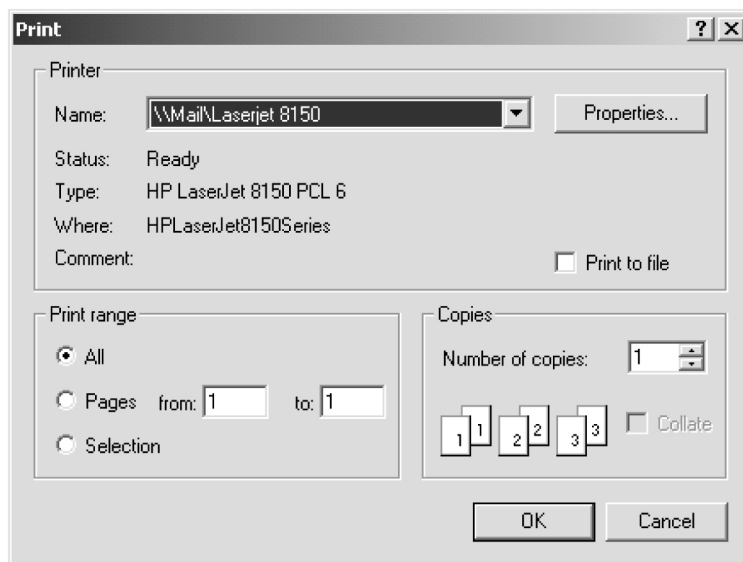 Print
Printer
Name: \\Mail\Laserjet 8150 Properties...
Status: Ready
Type: HP LaserJet 8150 PCL 6
Where: HPLaserJet8150Series
Comment: Print to file
Print range
All
Pages from: 1 to: 1
Selection
Copies
Number of copies: 1
1 1 2 2 3 3 Collate
OK Cancel